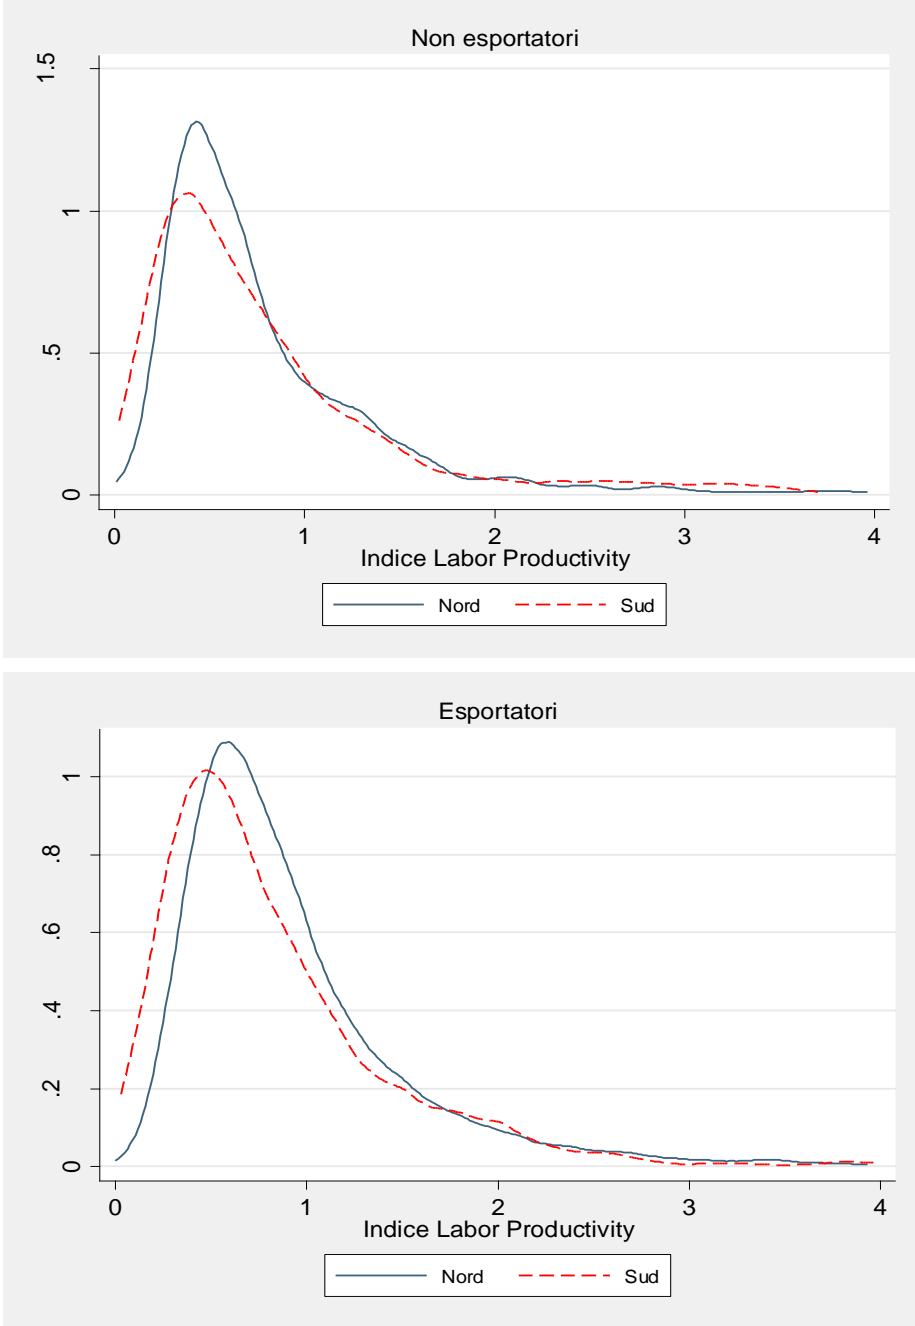 Non esportatori
1.5
1
.5
0
0 1 2 3 4
Indice Labor Productivity
Nord Sud
Esportatori
1
.8
.6
.4
.2
0
0 1 2 3 4
Indice Labor Productivity
Nord Sud